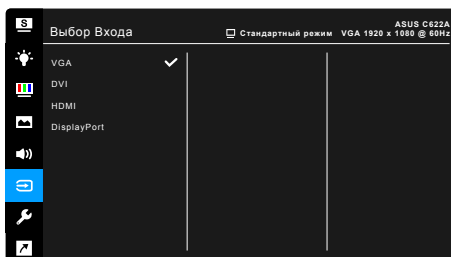 S
ASUS C622A
Выбор Входа
Стандартный режим VGA 1920 x 1080 @ 60Hz
VGA
DVI
HDMI
DisplayPort